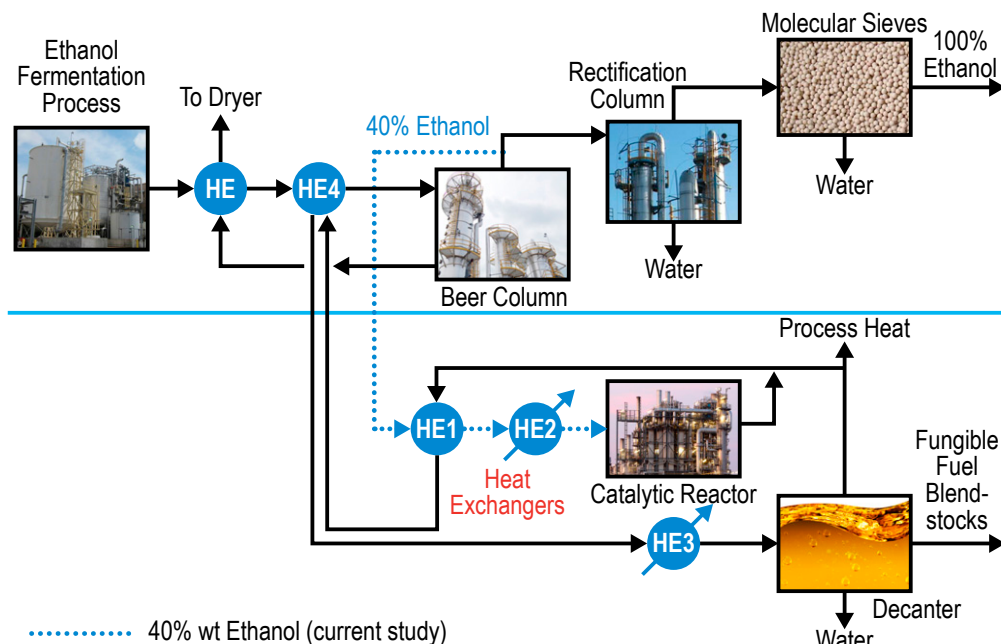 Molecular Sieves
Ethanol
Fermentation
Process
To Dryer
Rectification
Column
100%
Ethanol
40% Ethanol
HE
HE4
Water
Water
Beer Column
Process Heat
HE1
HE2
Heat
Exchangers
Catalytic Reactor
Fungible
Fuel
Blend-
stocks
HE3
Decanter
Water
40% wt Ethanol (current study)